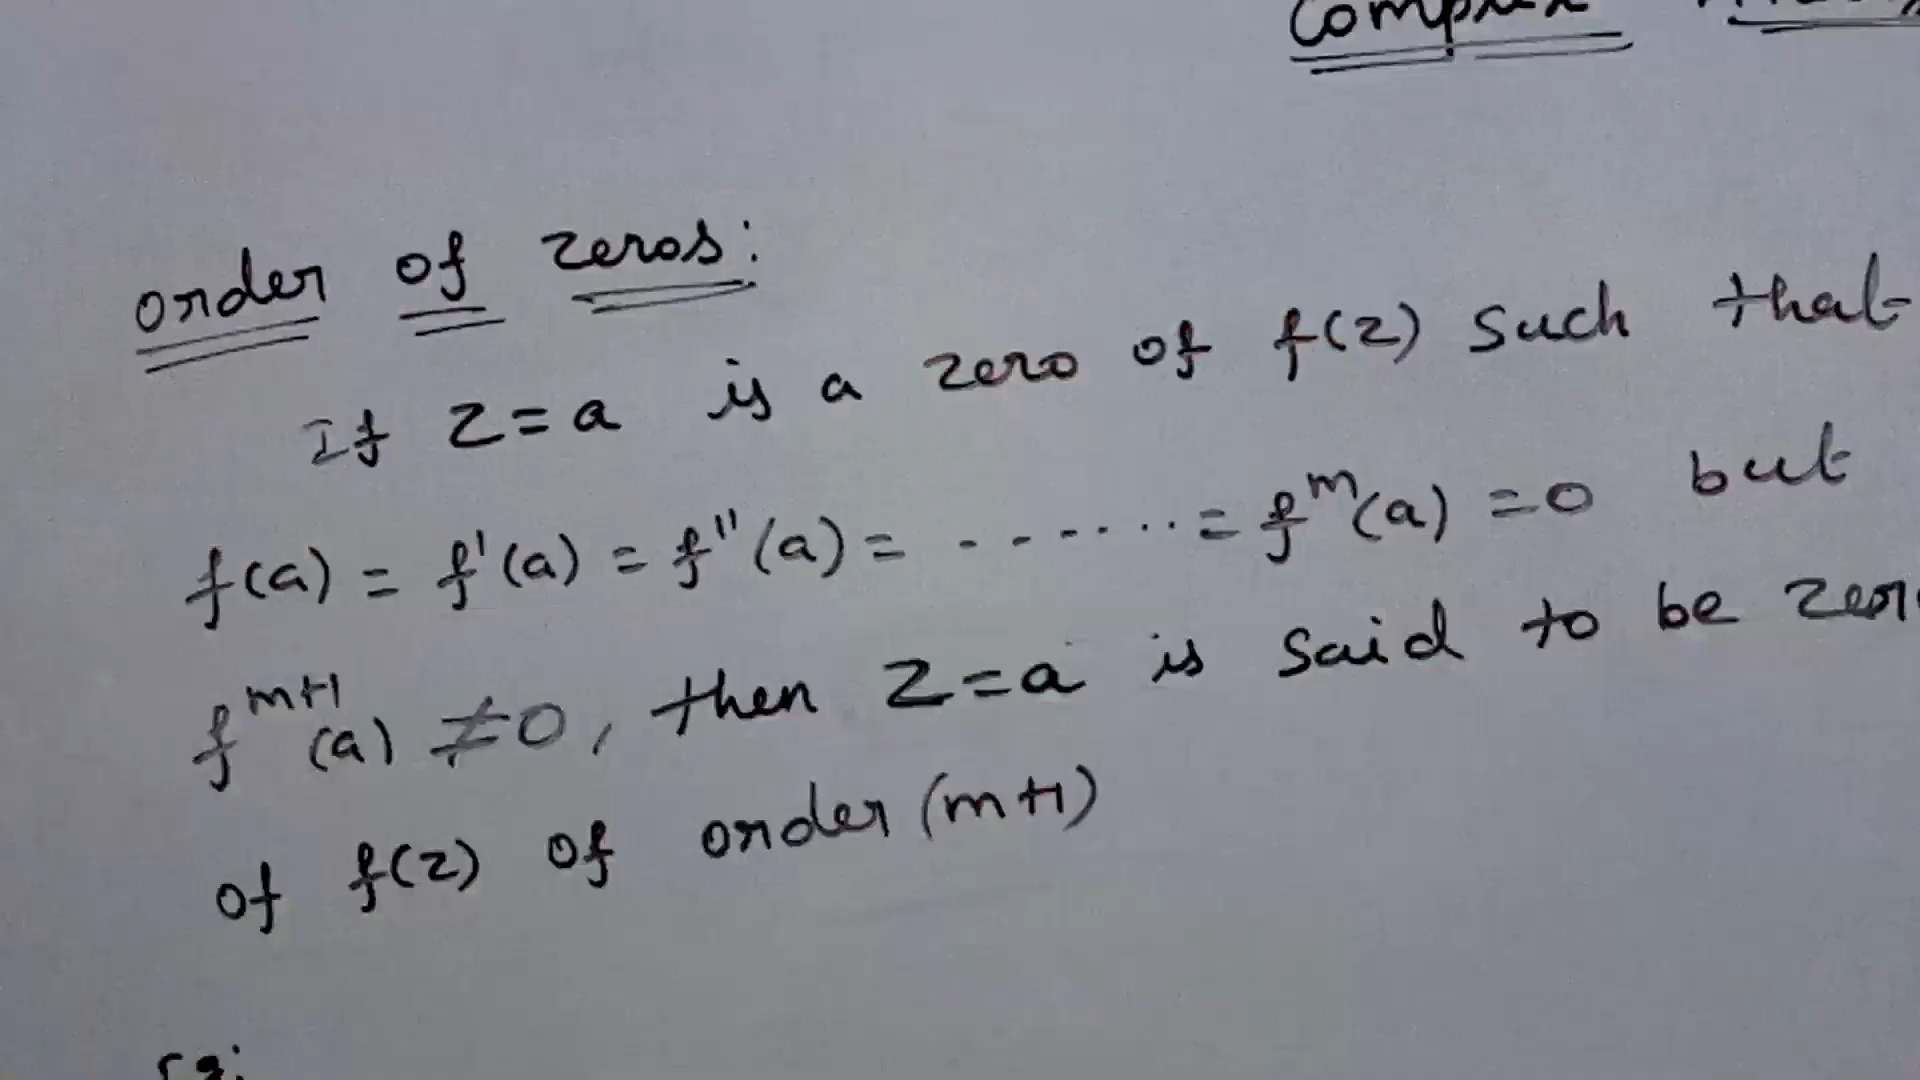 Complex
order of zeros:
If z=a is a zero of f(z) such that
f(a) = f'(a) = f''(a) = - - - - ..... = f^m(a) =0 but
f^m+1(a) ≠0, then z=a is said to be zero
of f(z) of order (m+1)